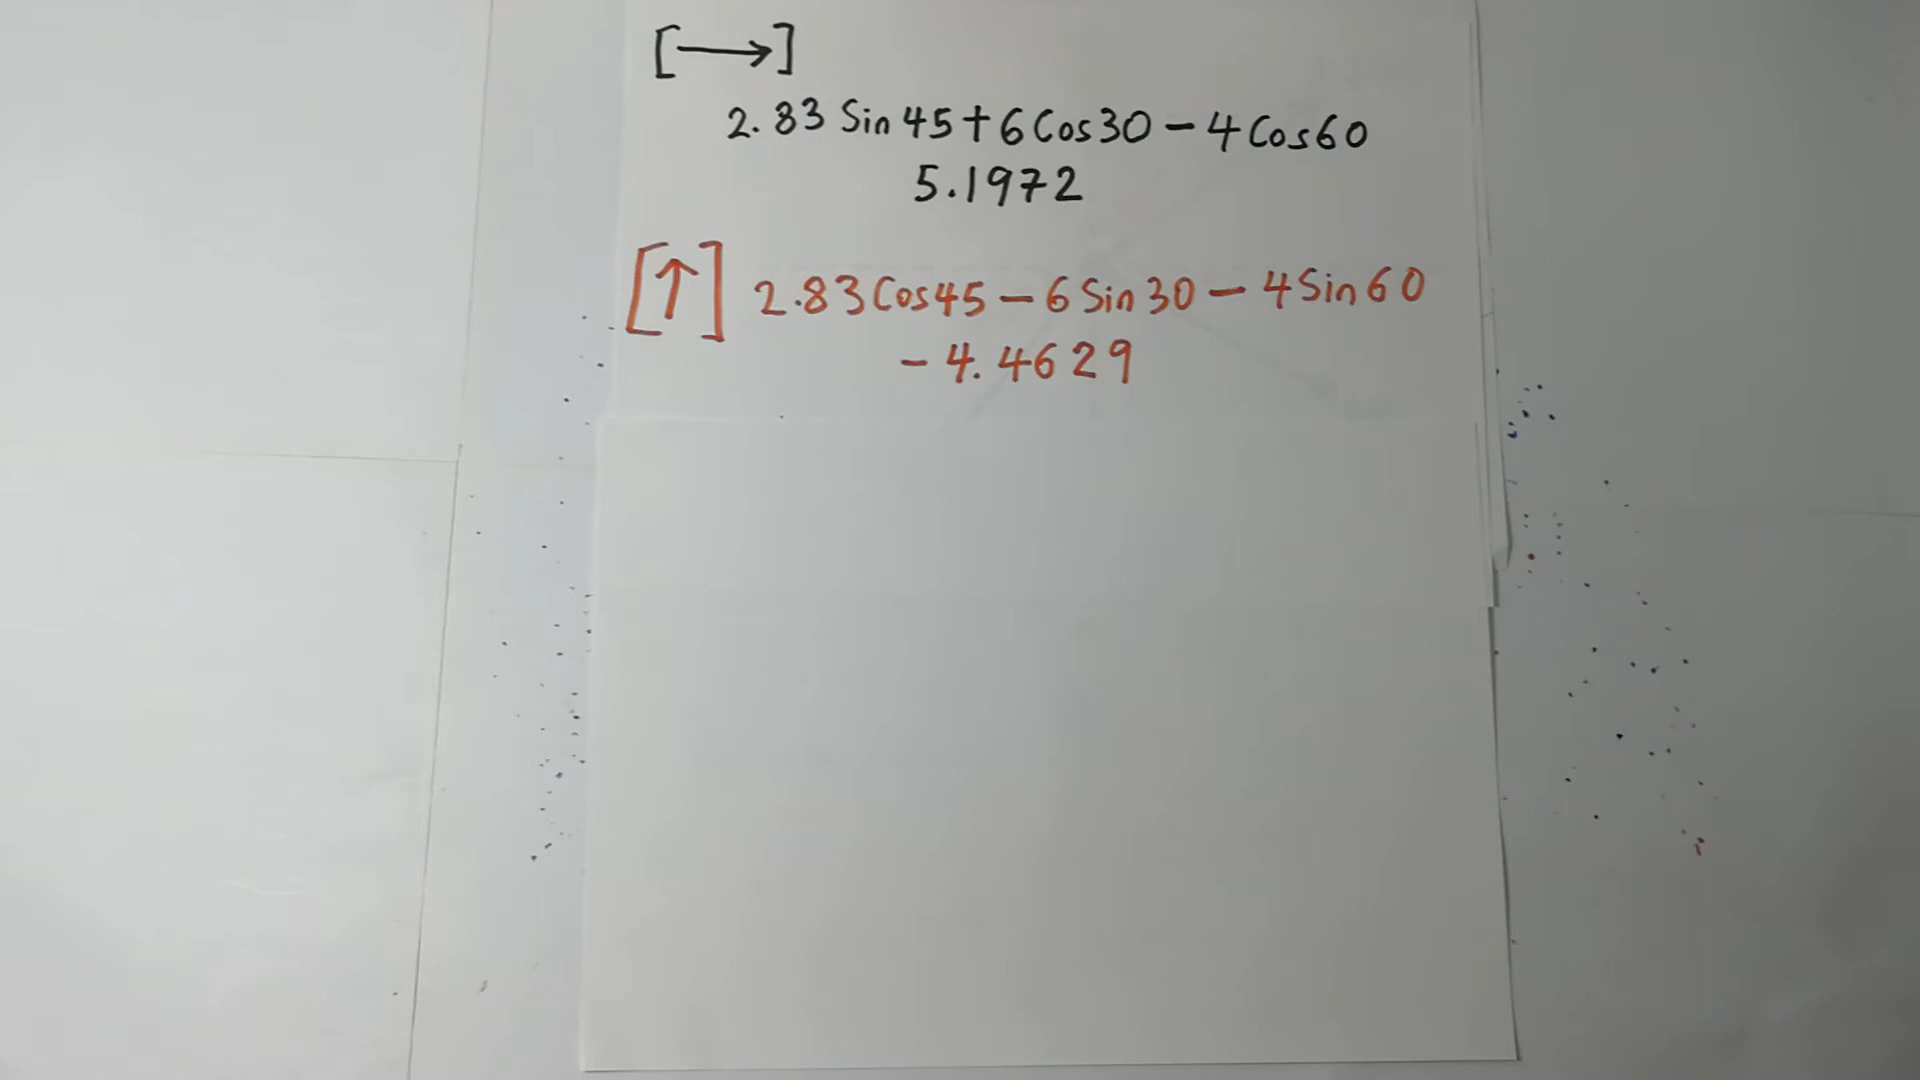 [→]
2.83 Sin 45 + 6 Cos 30 − 4 Cos 60
5.1972
[↑] 2.83 Cos 45 − 6 Sin 30 − 4 Sin 60
− 4.4629